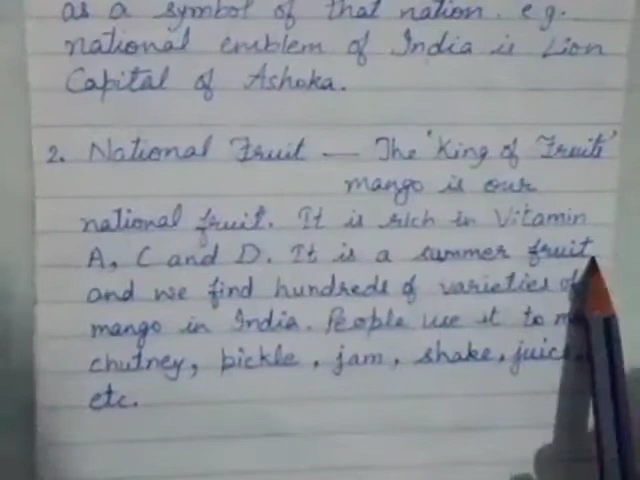 as a symbol of that nation. e.g.
national emblem of India is Lion
Capital of Ashoka.
2. National Fruit — The 'King of Fruits'
mango is our
national fruit. It is rich in Vitamin
A, C and D. It is a summer fruit
and we find hundreds of varieties of
mango in India. People use it to
chutney, pickle, jam, shake, juice
etc.